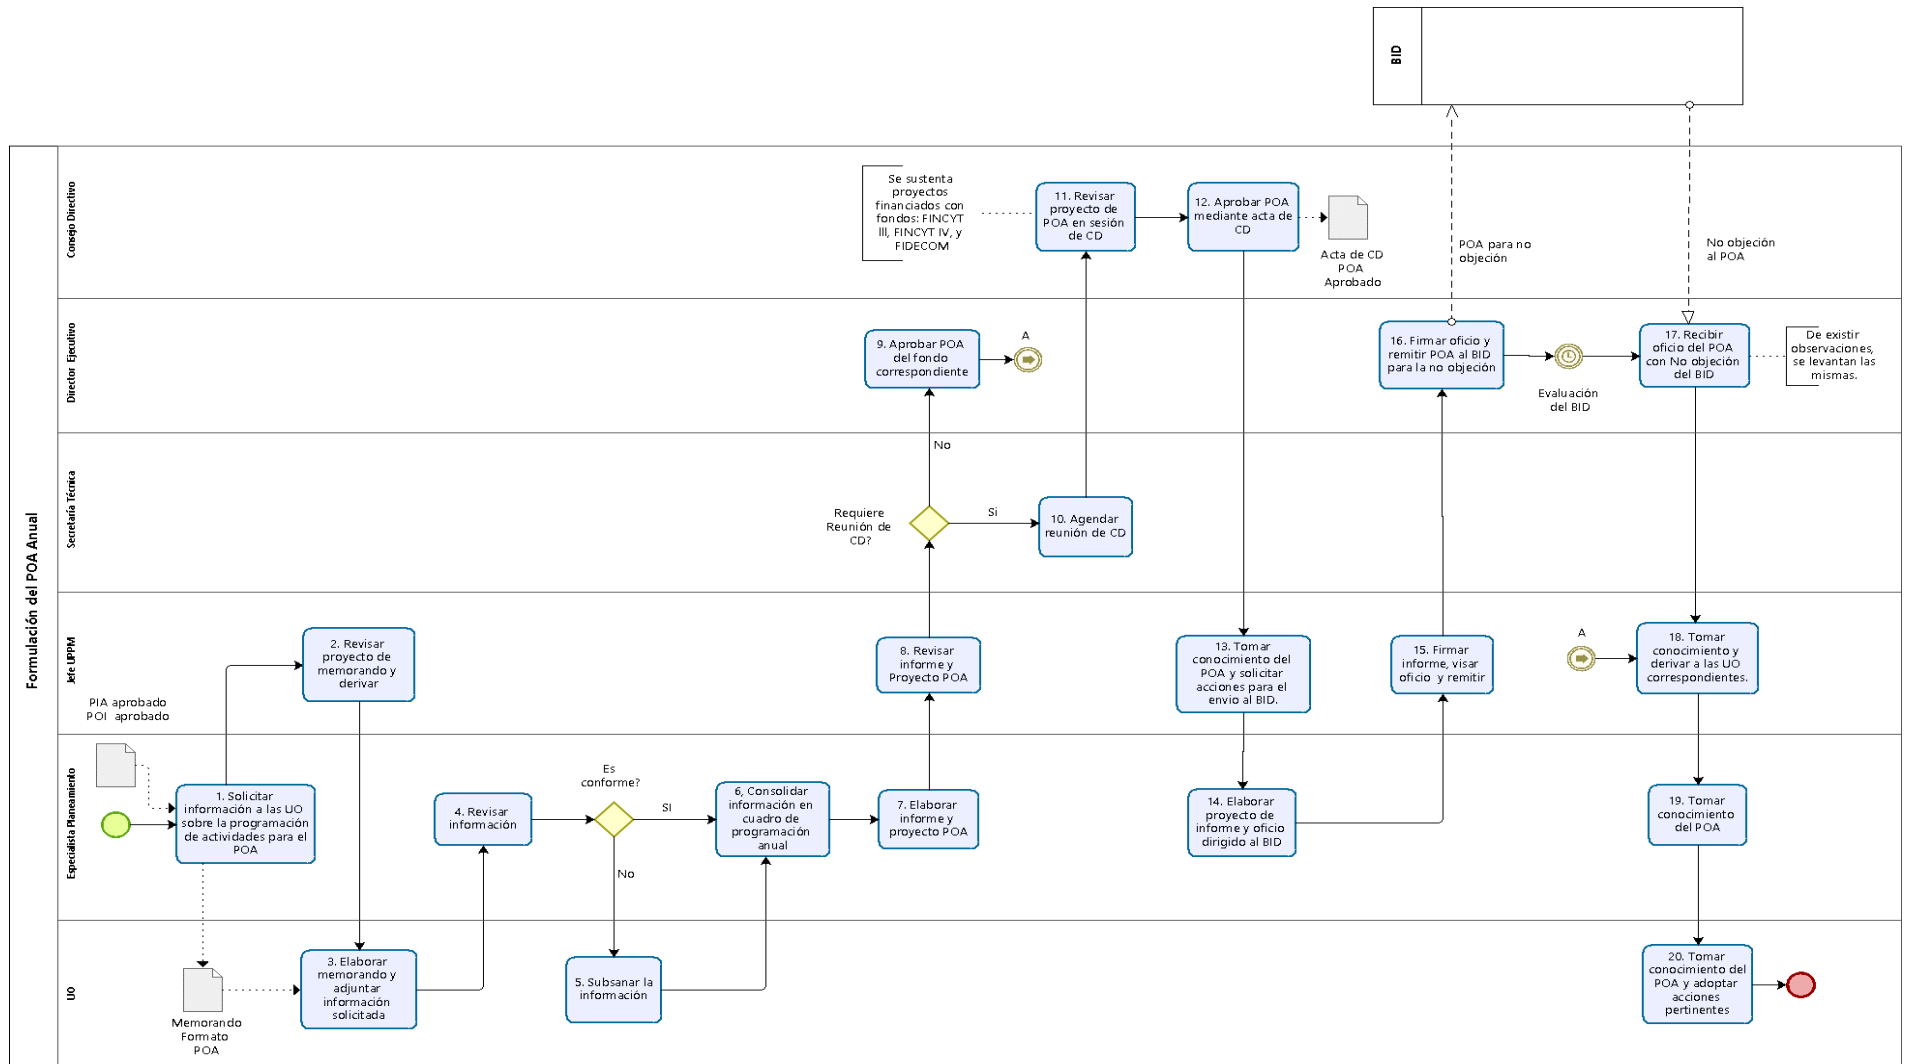 BID
Formulación del POA Anual
Consejo Directivo
Se sustenta
proyectos
financiados con
fondos: FINCYT
III, FINCYT IV, y
FIDECOM
11. Revisar
proyecto de
POA en sesión
de CD
12. Aprobar POA
mediante acta de
CD
Acta de CD
POA
Aprobado
POA para no
objeción
No objeción
al POA
Director Ejecutivo
9. Aprobar POA
del fondo
correspondiente
A
16. Firmar oficio y
remitir POA al BID
para la no objeción
Evaluación
del BID
17. Recibir
oficio del POA
con No objeción
del BID
De existir
observaciones,
se levantan las
mismas.
Secretaría Técnica
No
Requiere
Reunión de
CD?
Si
10. Agendar
reunión de CD
Jefe UPPM
2. Revisar
proyecto de
memorando y
derivar
8. Revisar
informe y
Proyecto POA
13. Tomar
conocimiento del
POA y solicitar
acciones para el
envio al BID.
15. Firmar
informe, visar
oficio y remitir
A
18. Tomar
conocimiento y
derivar a las UO
correspondientes.
PIA aprobado
POI aprobado
Especialista Planeamiento
1. Solicitar
información a las UO
sobre la programación
de actividades para el
POA
4. Revisar
información
Es
conforme?
SI
No
6, Consolidar
información en
cuadro de
programación
anual
7. Elaborar
informe y
proyecto POA
14. Elaborar
proyecto de
informe y oficio
dirigido al BID
19. Tomar
conocimiento
del POA
UO
Memorando
Formato
POA
3. Elaborar
memorando y
adjuntar
información
solicitada
5. Subsanar la
información
20. Tomar
conocimiento del
POA y adoptar
acciones
pertinentes